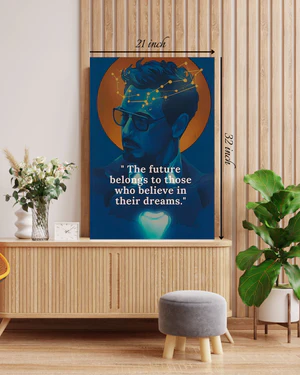 21 inch
32 inch
" The future
belongs to those
who believe in
their dreams."